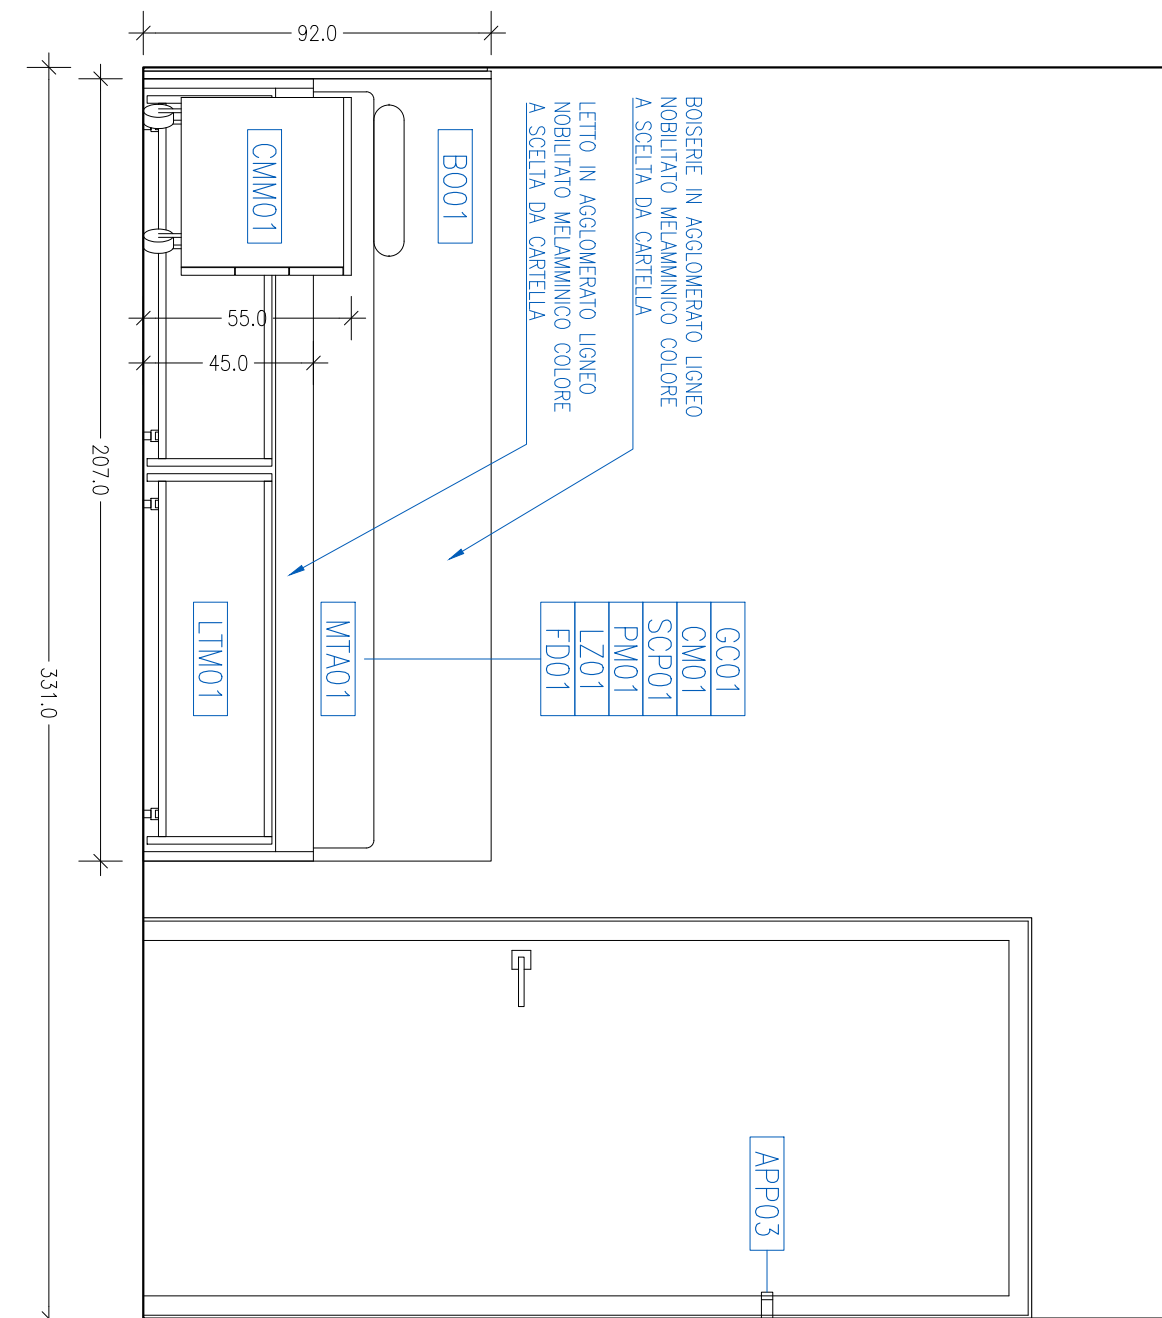 92.0
BOISERIE IN AGGLOMERATO LIGNEO
NOBILITATO MELAMMINICO COLORE
A SCELTA DA CARTELLA
LETTO IN AGGLOMERATO LIGNEO
NOBILITATO MELAMMINICO COLORE
A SCELTA DA CARTELLA
BO01
CMM01
55.0
45.0
207.0
331.0
GC01
CM01
SCP01
PM01
LZ01
FD01
MTA01
LTM01
APP03